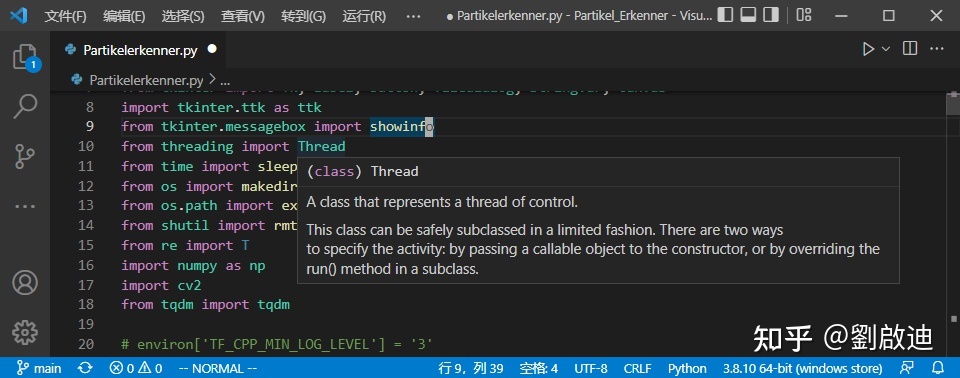 文件(F) 编辑(E) 选择(S) 查看(V) 转到(G) 运行(R) ··· ● Partikelerkenner.py - Partikel_Erkenner - Visu...
Partikelerkenner.py ●
Partikelerkenner.py > ...
1
8 import tkinter.ttk as ttk
9 from tkinter.messagebox import showinfo
10 from threading import Thread
11 from time import sleep
12 from os import makedir
13 from os.path import ex
14 from shutil import rmt
15 from re import T
16 import numpy as np
17 import cv2
18 from tqdm import tqdm
19
20 # environ['TF_CPP_MIN_LOG_LEVEL'] = '3'
(class) Thread
A class that represents a thread of control.
This class can be safely subclassed in a limited fashion. There are two ways
to specify the activity: by passing a callable object to the constructor, or by overriding the
run() method in a subclass.
知乎 @劉啟迪
main 0 0 -- NORMAL -- 行 9，列 39 空格: 4 UTF-8 CRLF Python 3.8.10 64-bit (windows store)